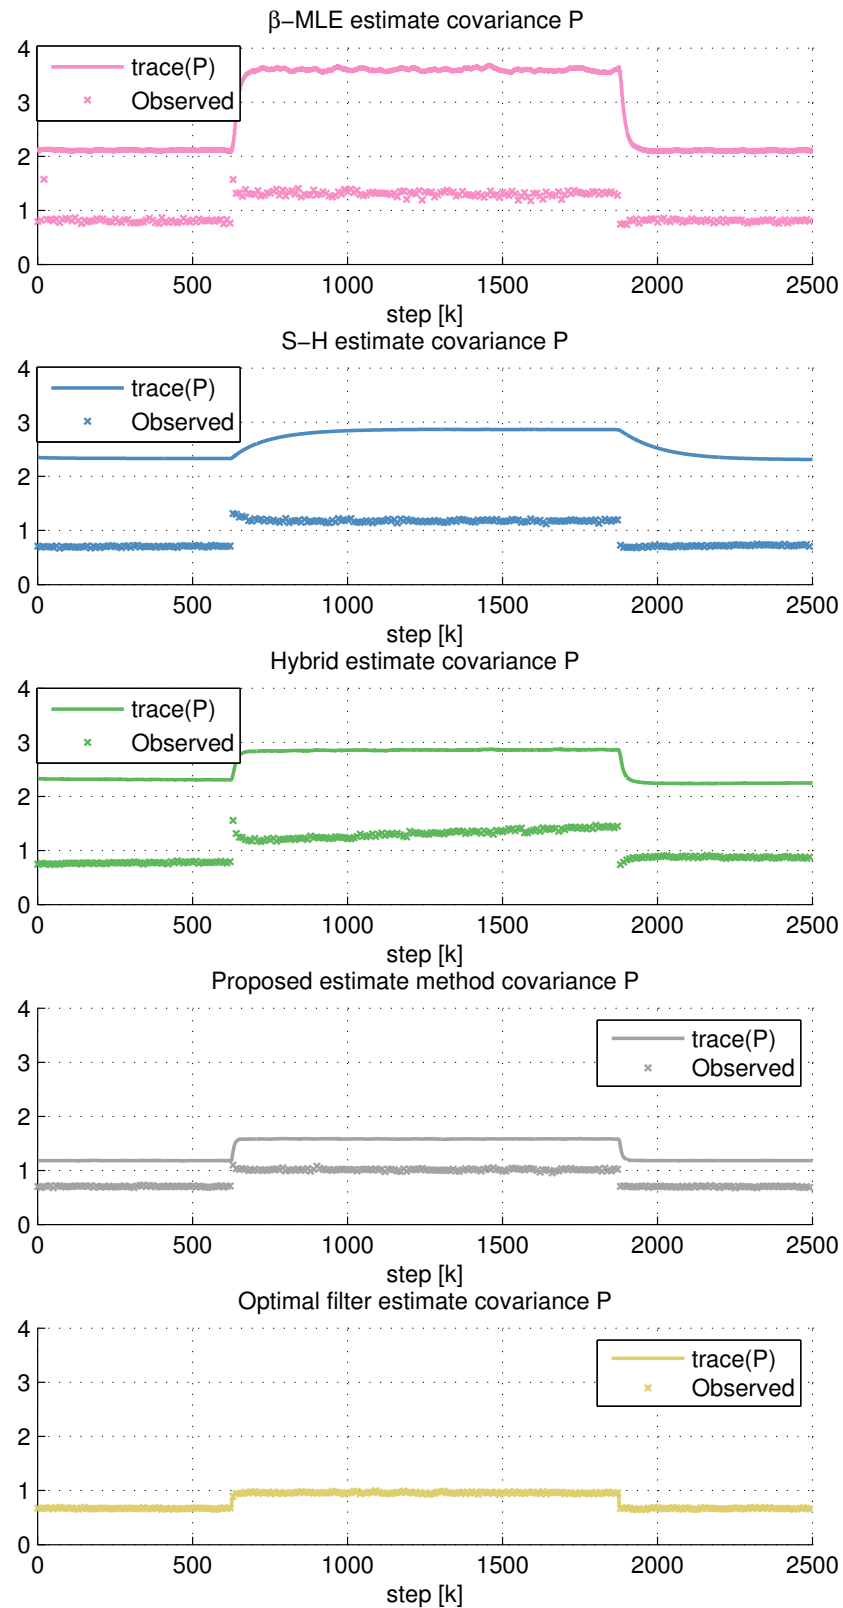 β−MLE estimate covariance P
4
3
2
1
0
trace(P)
Observed
0 500 1000 1500 2000 2500
step [k]
S−H estimate covariance P
4
3
2
1
0
trace(P)
Observed
0 500 1000 1500 2000 2500
step [k]
Hybrid estimate covariance P
4
3
2
1
0
trace(P)
Observed
0 500 1000 1500 2000 2500
step [k]
Proposed estimate method covariance P
4
3
2
1
0
trace(P)
Observed
0 500 1000 1500 2000 2500
step [k]
Optimal filter estimate covariance P
4
3
2
1
0
trace(P)
Observed
0 500 1000 1500 2000 2500
step [k]